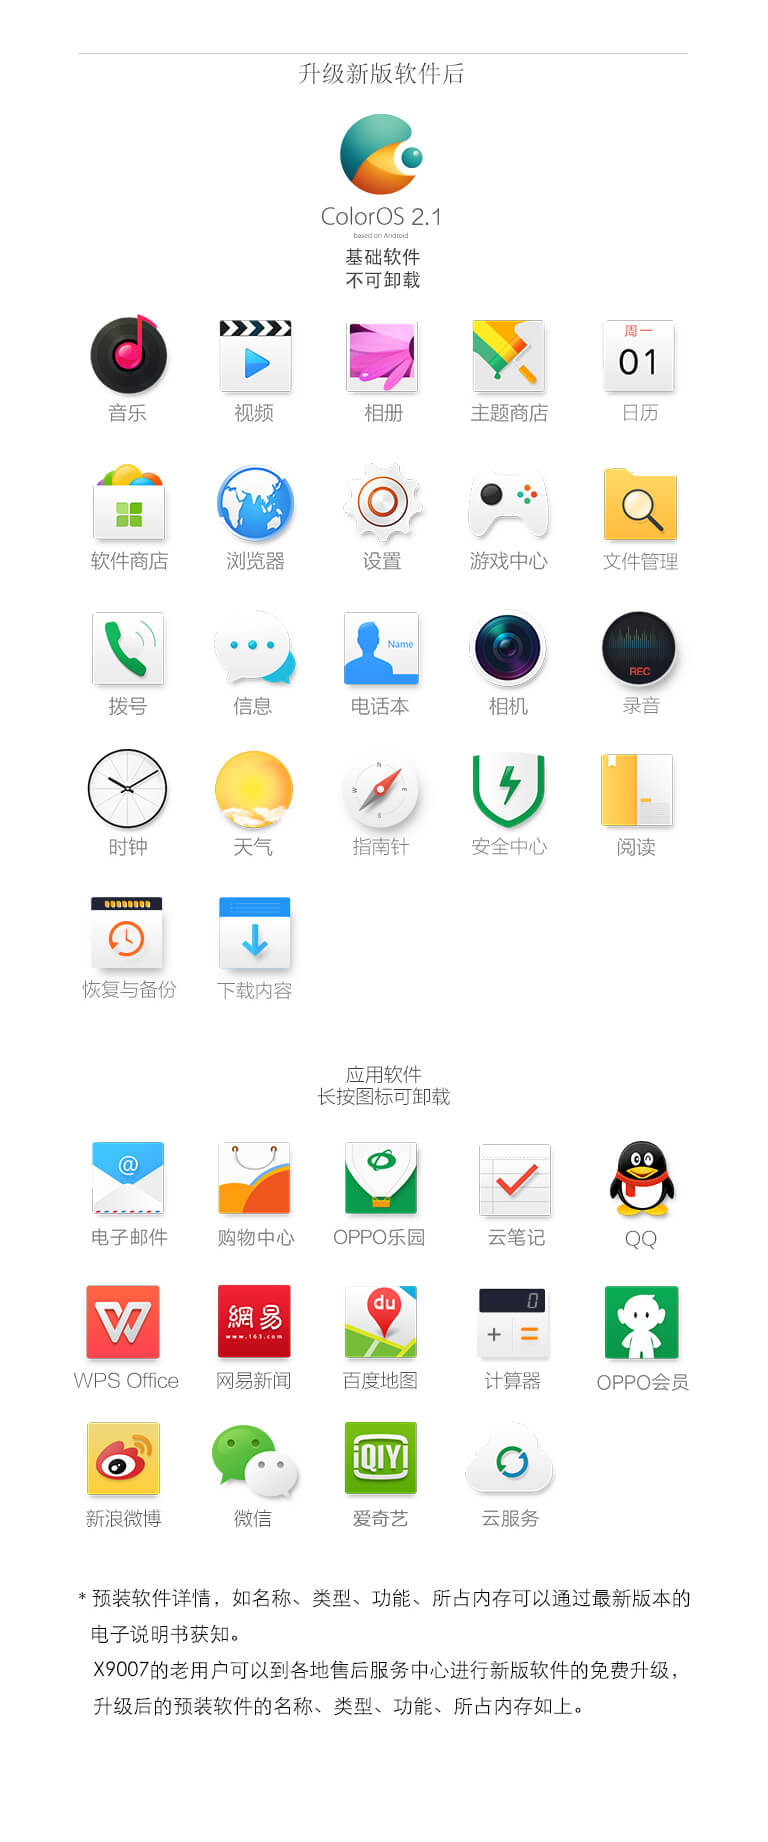 升级新版软件后
ColorOS 2.1
based on Android
基础软件
不可卸载
周一
01
音乐 视频 相册 主题商店 日历
软件商店 浏览器 设置 游戏中心 文件管理
Name
REC
拨号 信息 电话本 相机 录音
N
W E
S
时钟 天气 指南针 安全中心 阅读
恢复与备份 下载内容
应用软件
长按图标可卸载
@
电子邮件 购物中心 OPPO乐园 云笔记 QQ
W 網易 du 0
www.163.com
+ =
WPS Office 网易新闻 百度地图 计算器 OPPO会员
iQIYI
新浪微博 微信 爱奇艺 云服务
* 预装软件详情，如名称、类型、功能、所占内存可以通过最新版本的
电子说明书获知。
X9007的老用户可以到各地售后服务中心进行新版软件的免费升级，
升级后的预装软件的名称、类型、功能、所占内存如上。